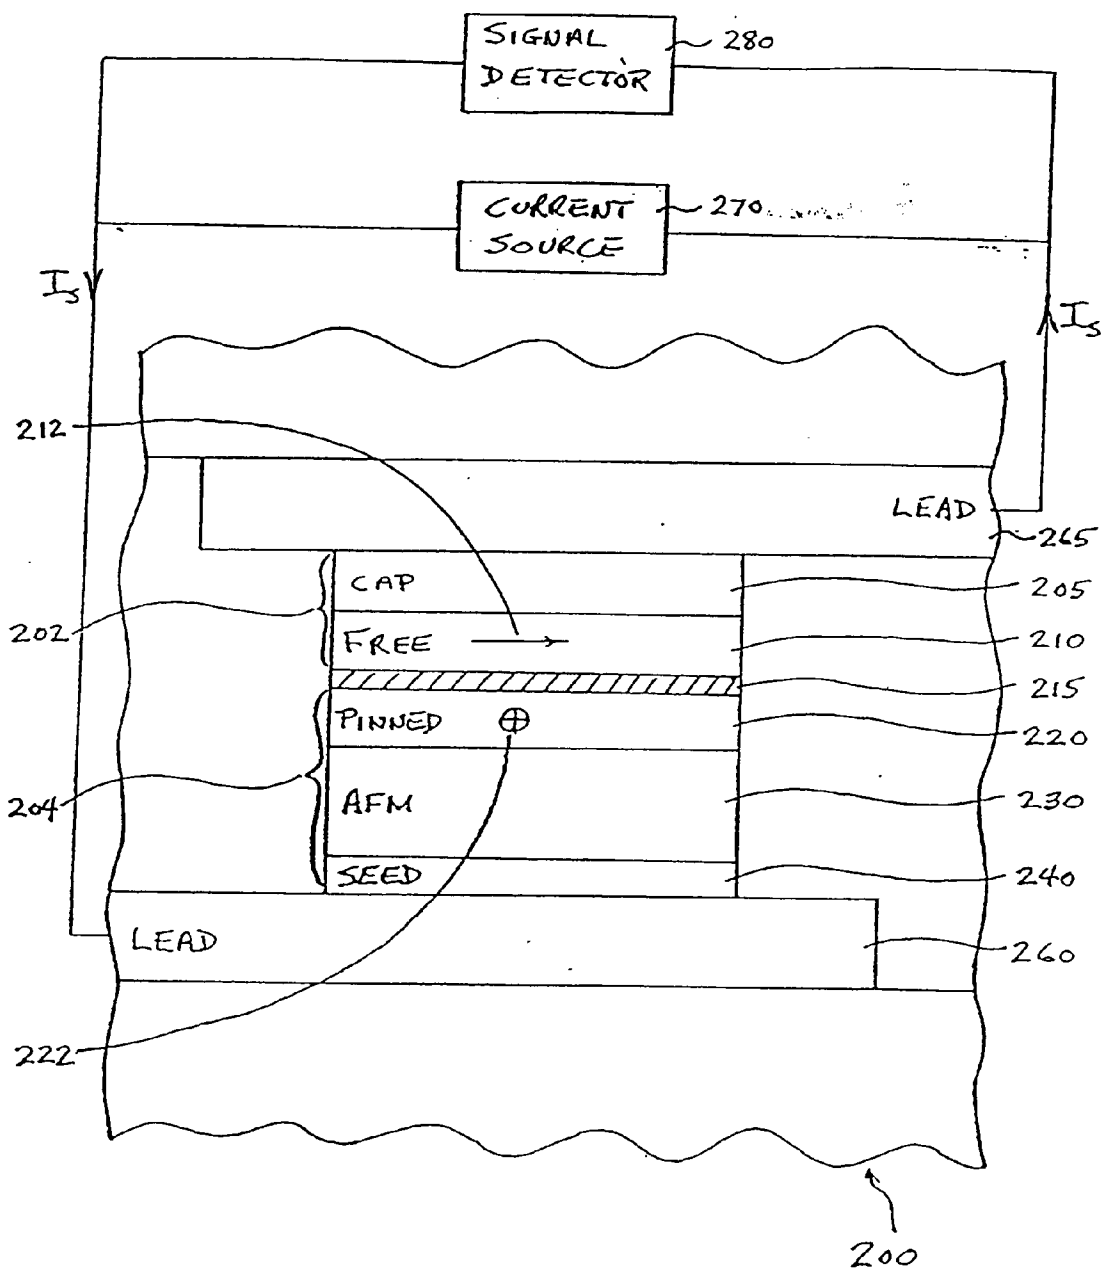 SIGNAL
DETECTOR
280
CURRENT
SOURCE
270
Is
Is
212
LEAD
265
CAP
205
202
FREE
210
215
PINNED
220
204
AFM
230
SEED
240
LEAD
260
222
200